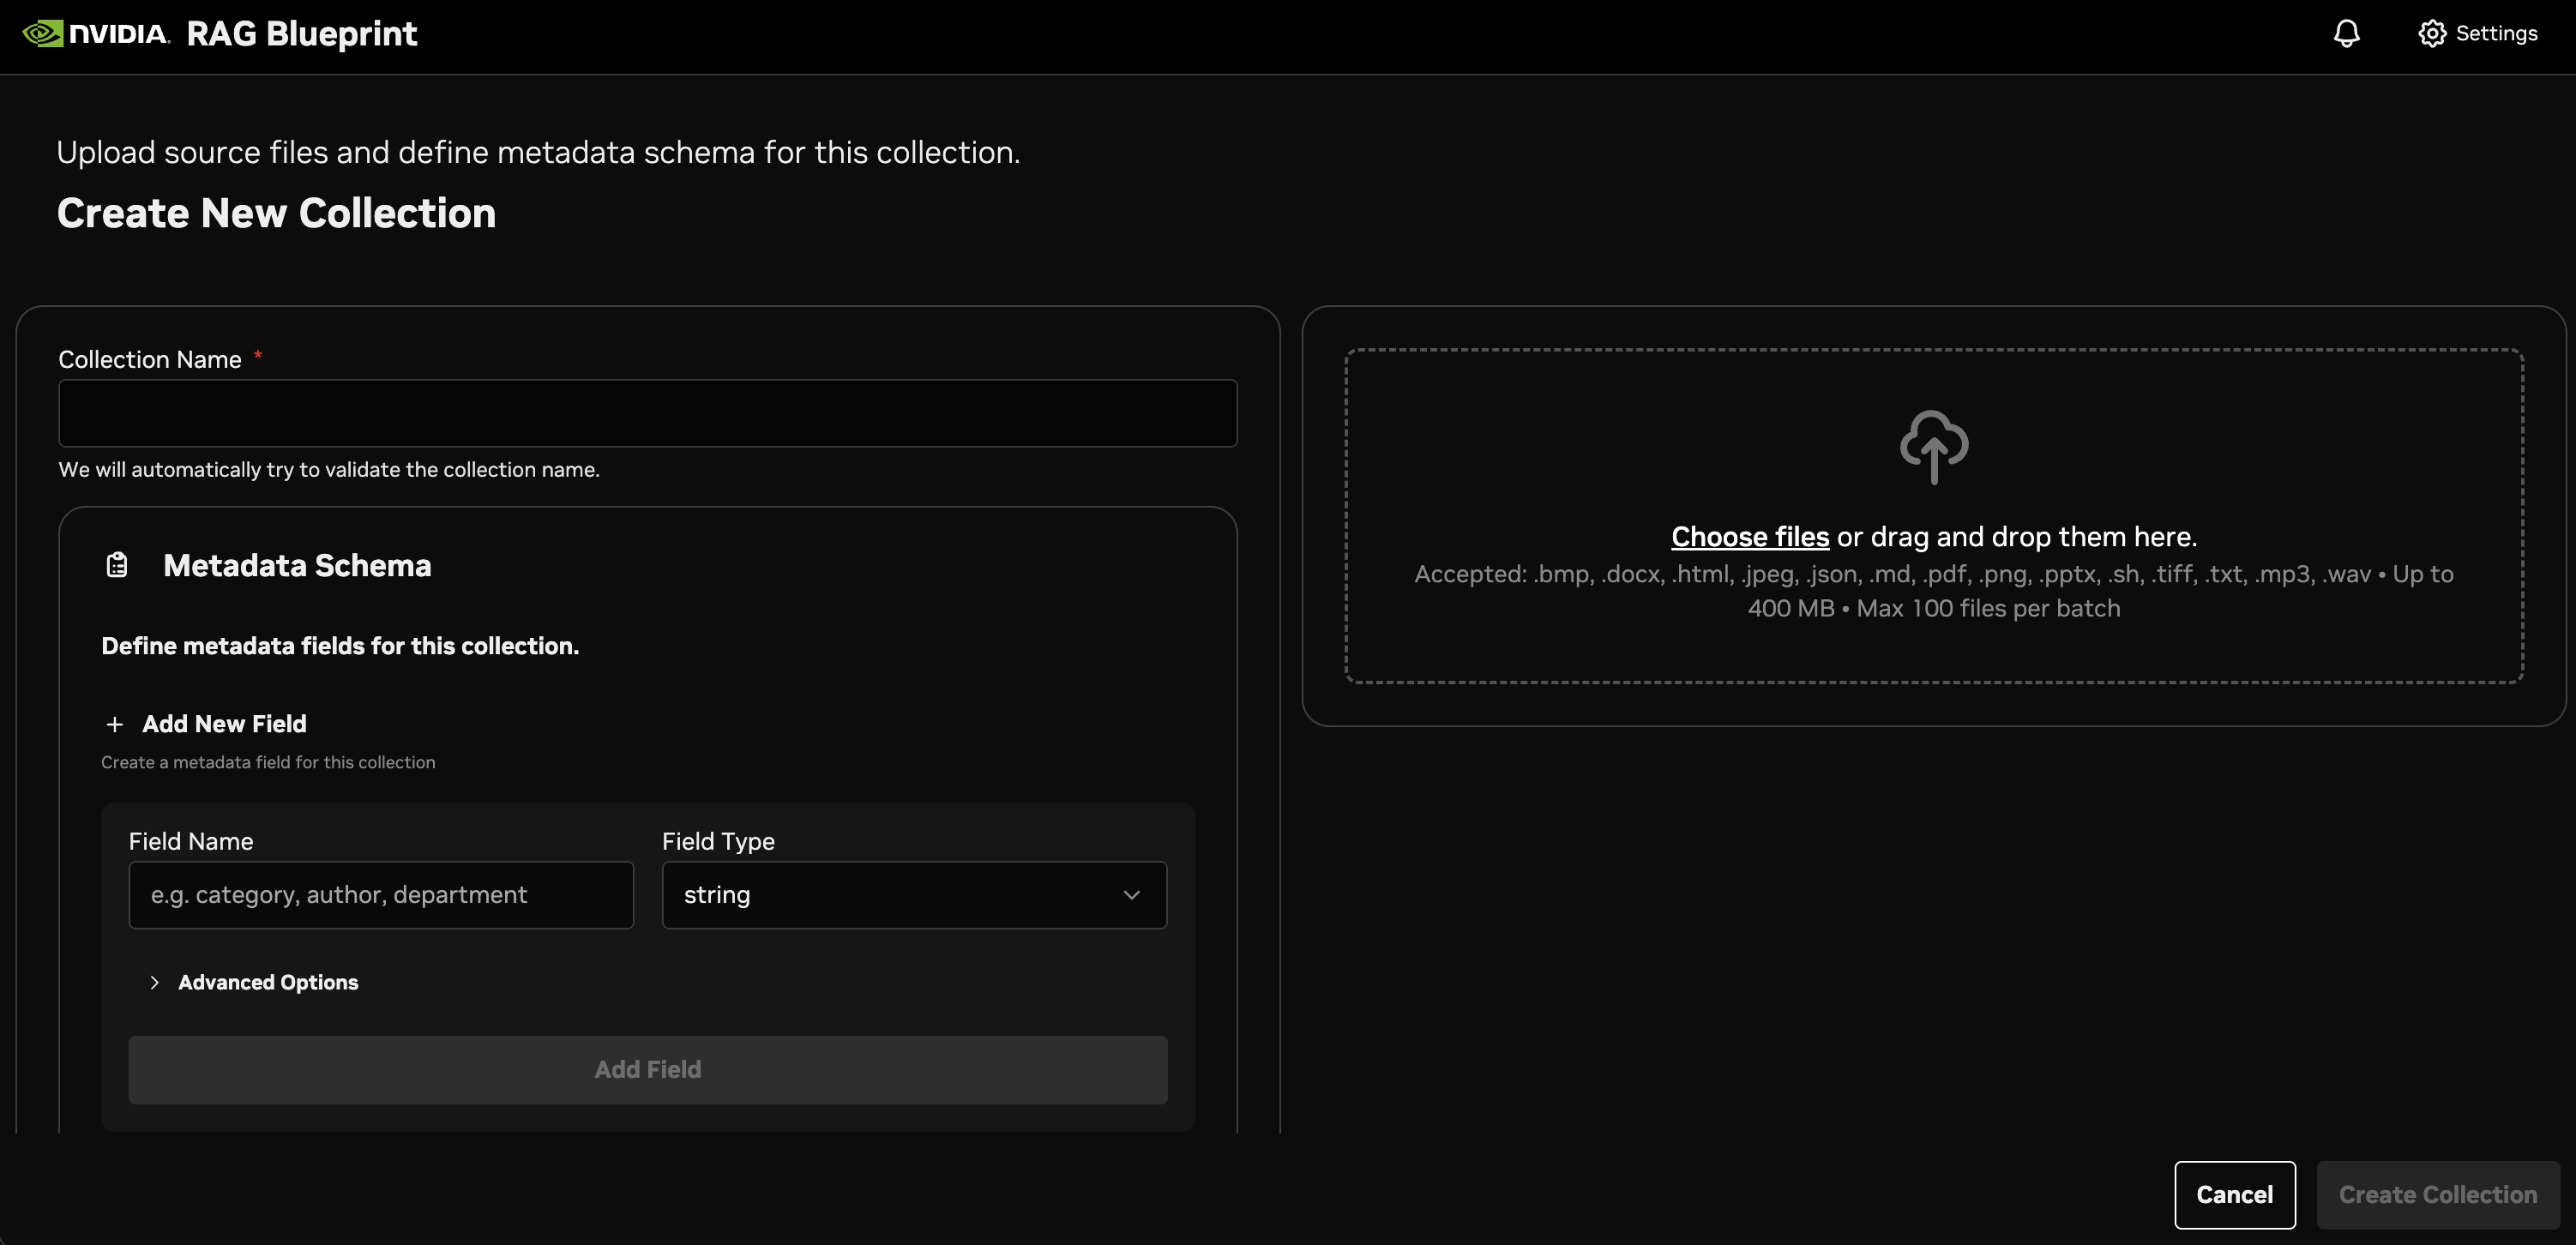 NVIDIA. RAG Blueprint
Settings
Upload source files and define metadata schema for this collection.
Create New Collection
Collection Name *
We will automatically try to validate the collection name.
Metadata Schema
Define metadata fields for this collection.
+ Add New Field
Create a metadata field for this collection
Field Name
Field Type
e.g. category, author, department
string
Advanced Options
Add Field
Choose files or drag and drop them here.
Accepted: .bmp, .docx, .html, .jpeg, .json, .md, .pdf, .png, .pptx, .sh, .tiff, .txt, .mp3, .wav • Up to
400 MB • Max 100 files per batch
Cancel
Create Collection